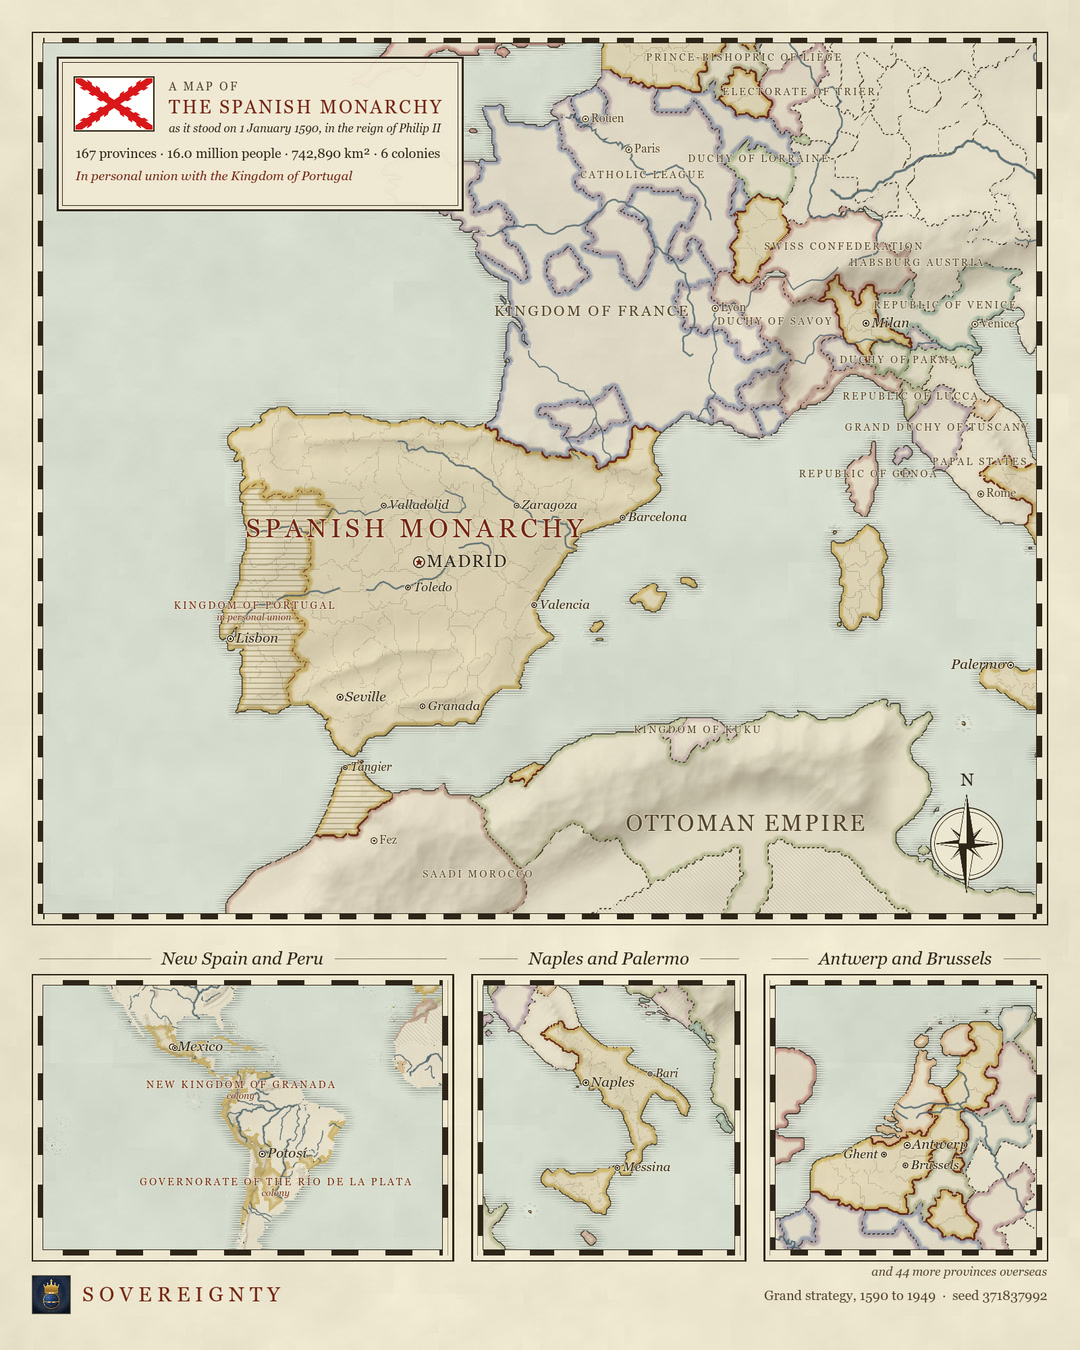 A MAP OF
THE SPANISH MONARCHY
as it stood on 1 January 1590, in the reign of Philip II
167 provinces · 16.0 million people · 742,890 km² · 6 colonies
In personal union with the Kingdom of Portugal
PRINCE-BISHOPRIC OF LIÈGE
ELECTORATE OF TRIER
Rouen
Paris
DUCHY OF LORRAINE
CATHOLIC LEAGUE
SWISS CONFEDERATION
HABSBURG AUSTRIA
REPUBLIC OF VENICE
KINGDOM OF FRANCE
Lyon
DUCHY OF SAVOY
Milan
Venice
DUCHY OF PARMA
REPUBLIC OF LUCCA
GRAND DUCHY OF TUSCANY
PAPAL STATES
REPUBLIC OF GENOA
Rome
Valladolid
Zaragoza
Barcelona
SPANISH MONARCHY
MADRID
Toledo
Valencia
KINGDOM OF PORTUGAL
in personal union
Lisbon
Palermo
Seville
Granada
KINGDOM OF KUKU
Tangier
N
OTTOMAN EMPIRE
Fez
SAADI MOROCCO
New Spain and Peru
Naples and Palermo
Antwerp and Brussels
Mexico
NEW KINGDOM OF GRANADA
colony
Potosí
GOVERNORATE OF THE RÍO DE LA PLATA
colony
Naples
Bari
Messina
Antwerp
Ghent
Brussels
and 44 more provinces overseas
SOVEREIGNTY
Grand strategy, 1590 to 1949 · seed 371837992